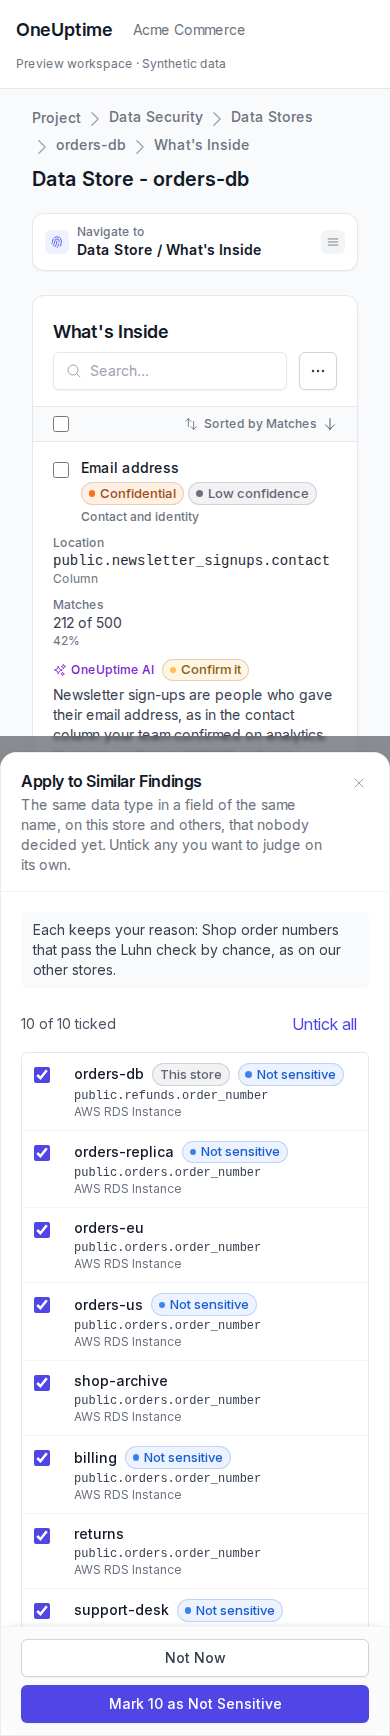 OneUptime Acme Commerce
Preview workspace · Synthetic data
Project > Data Security > Data Stores
> orders-db > What's Inside
Data Store - orders-db
Navigate to
Data Store / What's Inside
What's Inside
Search...
Sorted by Matches
Email address
Confidential Low confidence
Contact and identity
Location
public.newsletter_signups.contact
Column
Matches
212 of 500
42%
OneUptime AI Confirm it
Newsletter sign-ups are people who gave
their email address, as in the contact
column your team confirmed on analytics.
Apply to Similar Findings
The same data type in a field of the same
name, on this store and others, that nobody
decided yet. Untick any you want to judge on
its own.
Each keeps your reason: Shop order numbers
that pass the Luhn check by chance, as on our
other stores.
10 of 10 ticked Untick all
orders-db This store Not sensitive
public.refunds.order_number
AWS RDS Instance
orders-replica Not sensitive
public.orders.order_number
AWS RDS Instance
orders-eu
public.orders.order_number
AWS RDS Instance
orders-us Not sensitive
public.orders.order_number
AWS RDS Instance
shop-archive
public.orders.order_number
AWS RDS Instance
billing Not sensitive
public.orders.order_number
AWS RDS Instance
returns
public.orders.order_number
AWS RDS Instance
support-desk Not sensitive
Not Now
Mark 10 as Not Sensitive